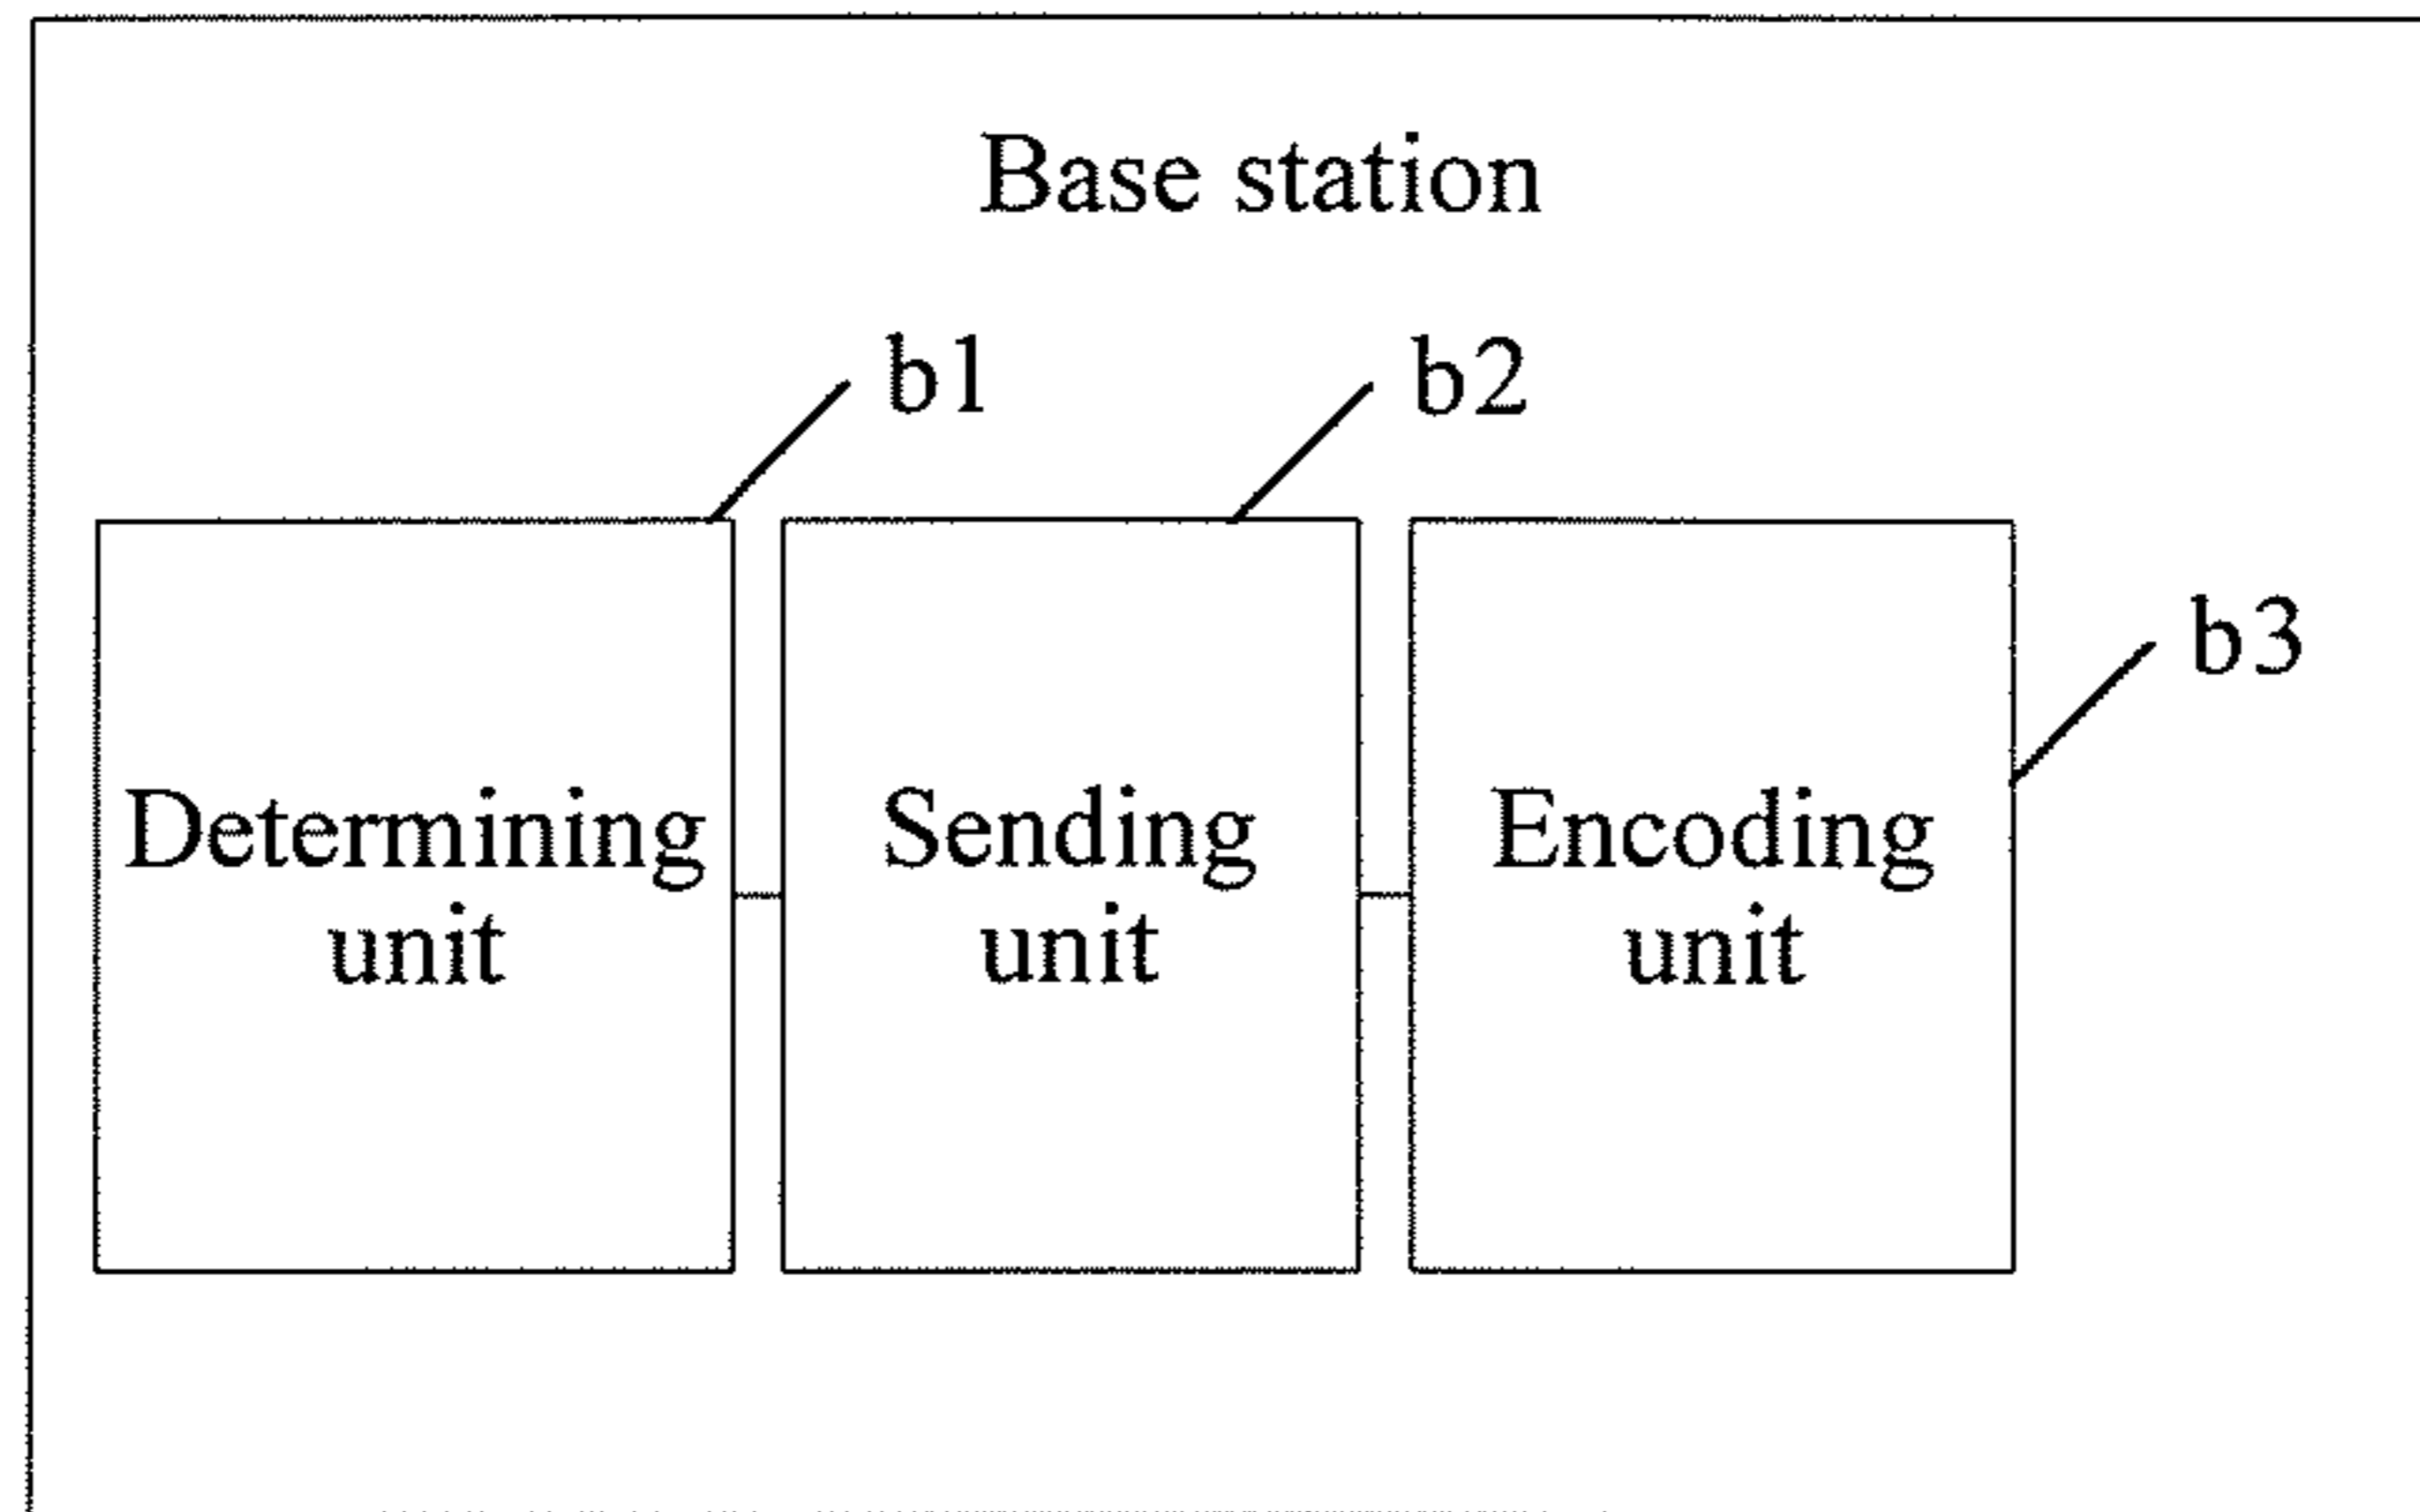 Base station
b1
b2
b3
Determining
unit
Sending
unit
Encoding
unit